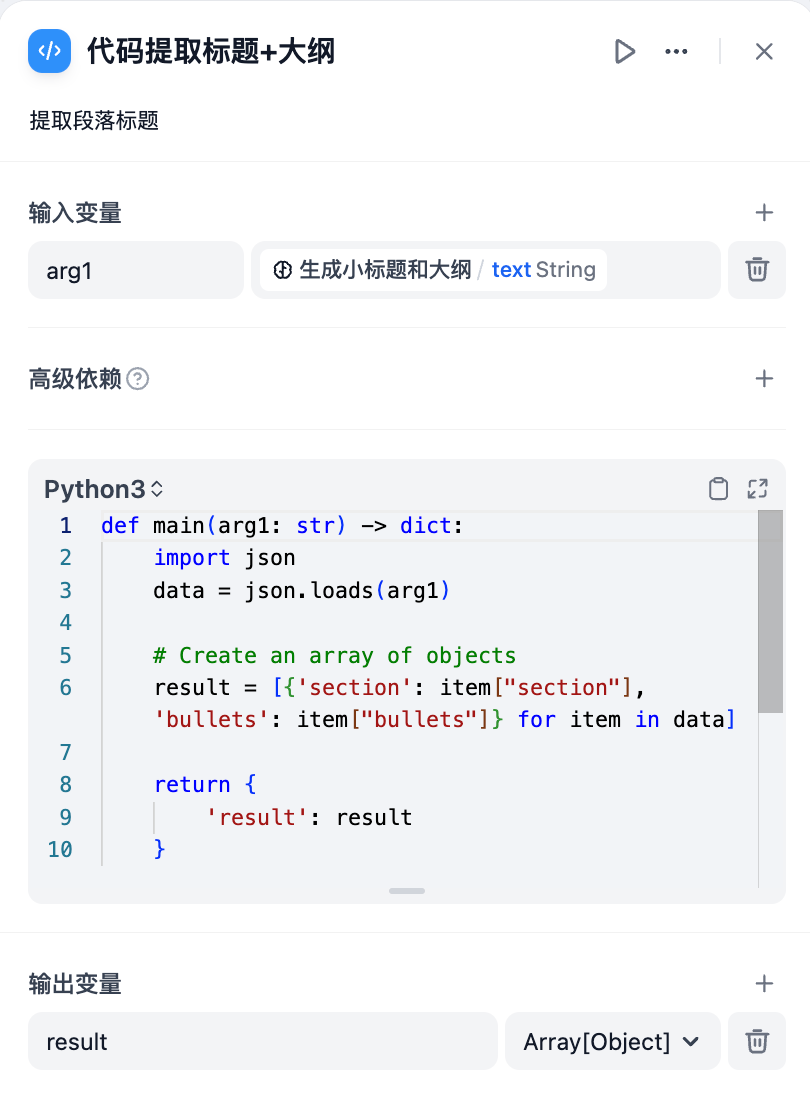 代码提取标题+大纲
提取段落标题
输入变量
arg1
生成小标题和大纲 / text String
高级依赖
Python3
1 def main(arg1: str) -> dict:
2     import json
3     data = json.loads(arg1)
4
5     # Create an array of objects
6     result = [{'section': item["section"],
    'bullets': item["bullets"]} for item in data]
7
8     return {
9         'result': result
10     }
输出变量
result
Array[Object]